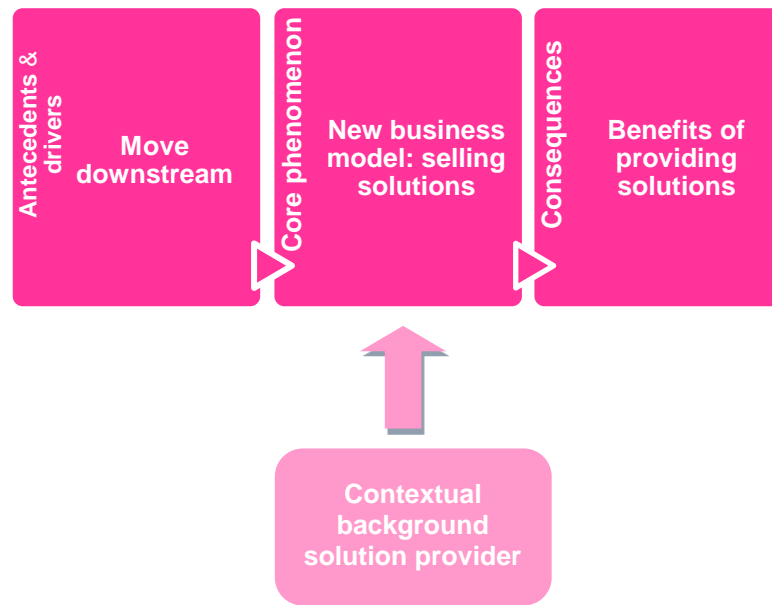 Antecedents &
drivers
Move
downstream
Core phenomenon
New business
model: selling
solutions
Consequences
Benefits of
providing
solutions
Contextual
background
solution provider